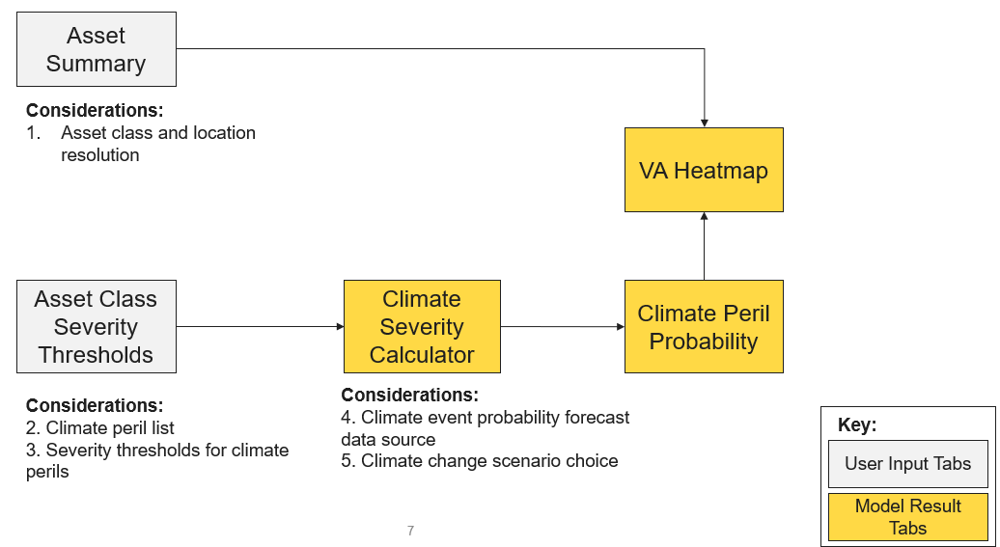 Asset
Summary
Considerations:
1. Asset class and location
resolution
VA Heatmap
Asset Class
Severity
Thresholds
Climate
Severity
Calculator
Climate Peril
Probability
Considerations:
2. Climate peril list
3. Severity thresholds for climate
perils
Considerations:
4. Climate event probability forecast
data source
5. Climate change scenario choice
Key:
User Input Tabs
Model Result
Tabs
7